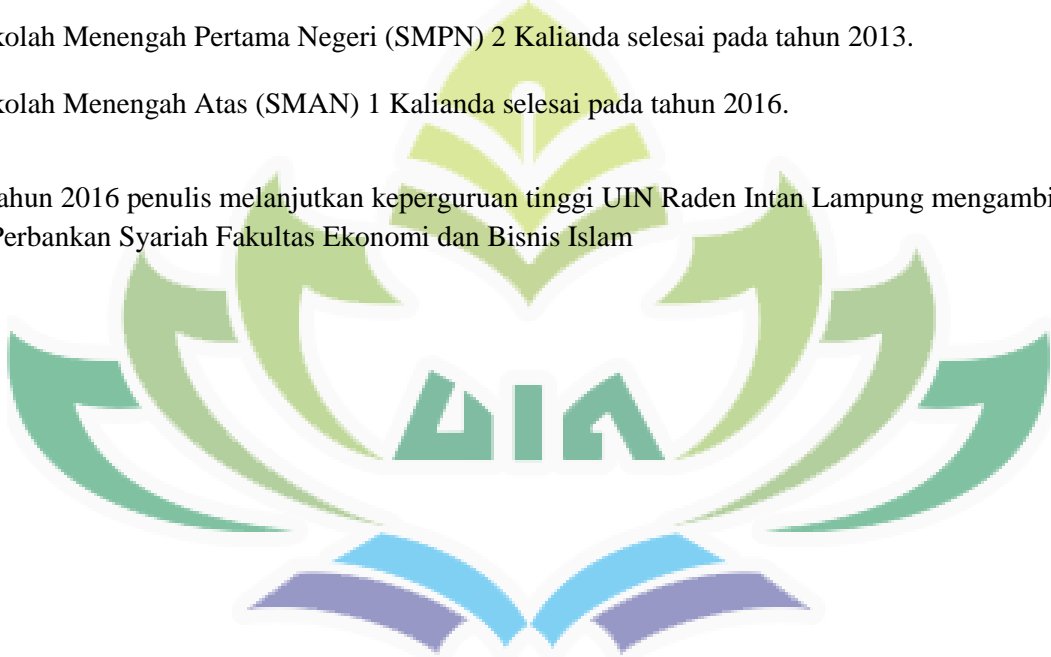 kolah Menengah Pertama Negeri (SMPN) 2 Kalianda selesai pada tahun 2013.
kolah Menengah Atas (SMAN) 1 Kalianda selesai pada tahun 2016.
ahun 2016 penulis melanjutkan keperguruan tinggi UIN Raden Intan Lampung mengambi
Perbankan Syariah Fakultas Ekonomi dan Bisnis Islam
UIN